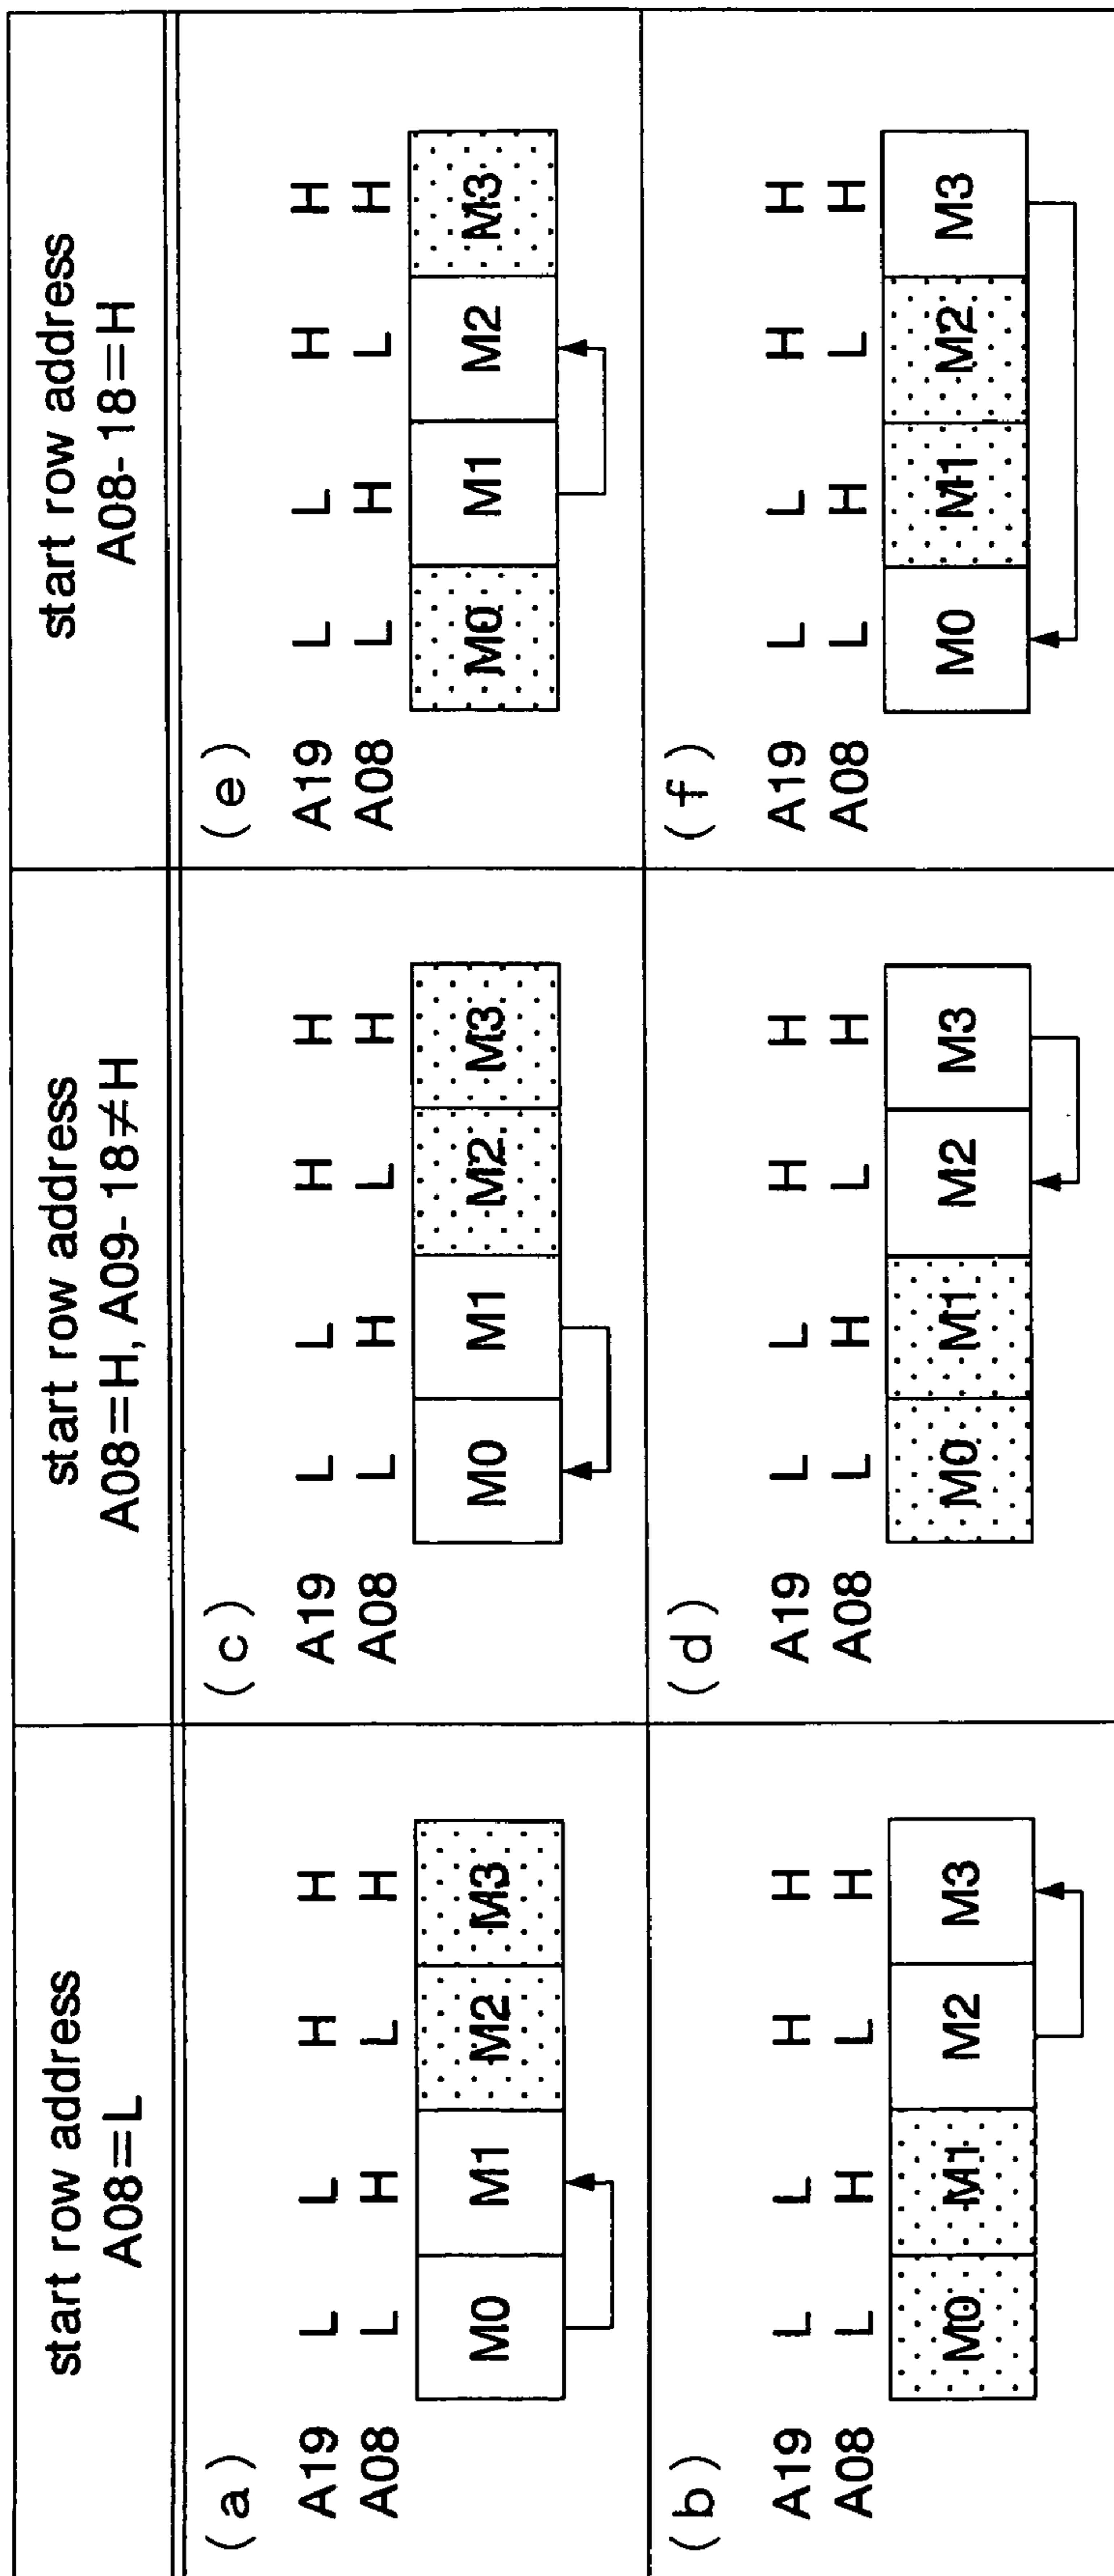 start row address
A08=L
start row address
A08=H, A09-18≠H
start row address
A08-18=H
(a)
A19 L L H H
A08 L H L H
M0 M1 M2 M3
(c)
A19 L L H H
A08 L H L H
M0 M1 M2 M3
(e)
A19 L L H H
A08 L H L H
M0 M1 M2 M3
(b)
A19 L L H H
A08 L H L H
M0 M1 M2 M3
(d)
A19 L L H H
A08 L H L H
M0 M1 M2 M3
(f)
A19 L L H H
A08 L H L H
M0 M1 M2 M3